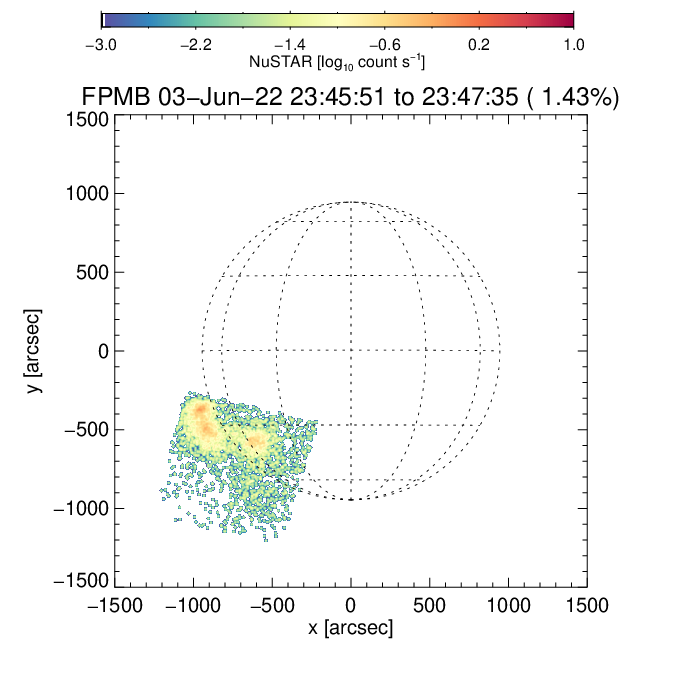 −3.0 −2.2 −1.4 −0.6 0.2 1.0
NuSTAR [log10 count s−1]
FPMB 03−Jun−22 23:45:51 to 23:47:35 ( 1.43%)
1500
1000
500
0
−500
−1000
−1500
y [arcsec]
−1500 −1000 −500 0 500 1000 1500
x [arcsec]